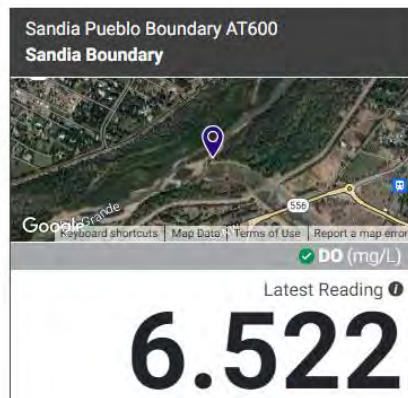 Sandia Pueblo Boundary AT600
Sandia Boundary
556
Grande
Google
Keyboard shortcuts Map Data Terms of Use Report a map error
DO (mg/L)
Latest Reading
6.522